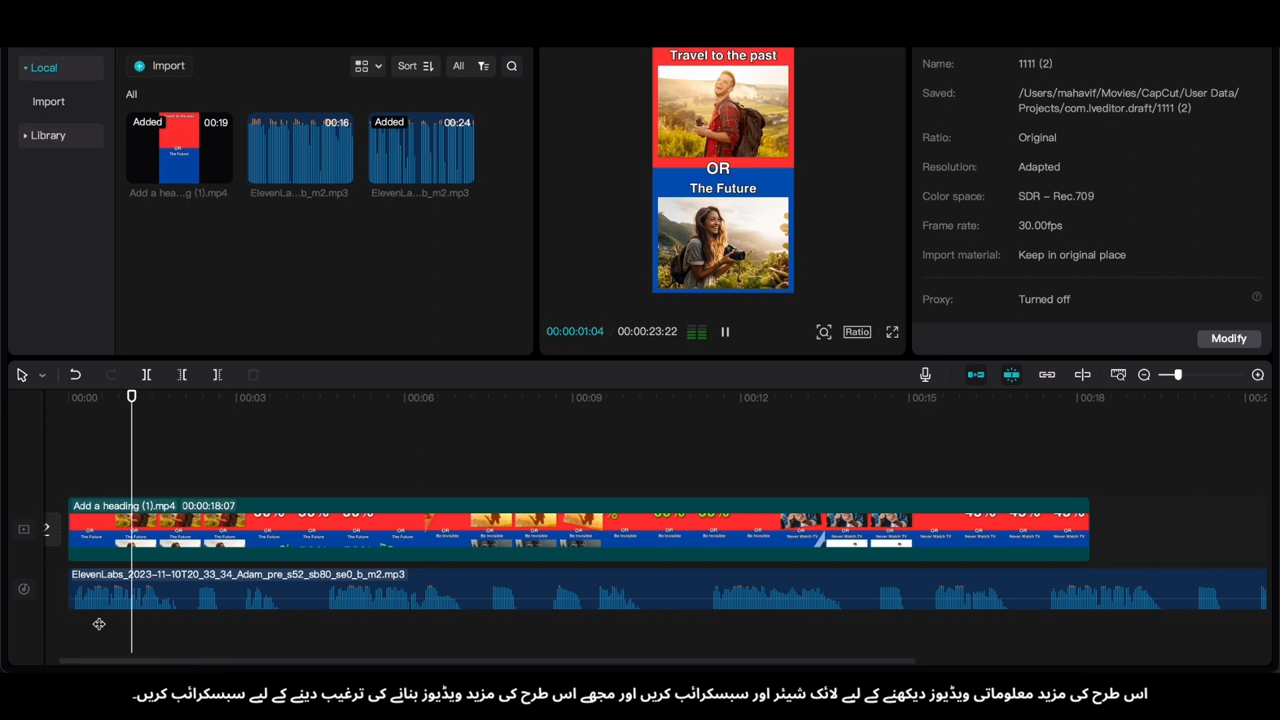 Local
Import
Library
Import
Sort
All
All
Added
00:19
00:16
Added
00:24
Add a hea...g (1).mp4
ElevenLa...b_m2.mp3
ElevenLa...b_m2.mp3
Travel to the past
OR
The Future
00:00:01:04
00:00:23:22
Ratio
Name: 1111 (2)
Saved: /Users/mahavif/Movies/CapCut/User Data/
Projects/com.lveditor.draft/1111 (2)
Ratio: Original
Resolution: Adapted
Color space: SDR – Rec.709
Frame rate: 30.00fps
Import material: Keep in original place
Proxy: Turned off
Modify
00:00
00:03
00:06
00:09
00:12
00:15
00:18
Add a heading (1).mp4 00:00:18:07
ElevenLabs_2023-11-10T20_33_34_Adam_pre_s52_sb80_se0_b_m2.mp3
اس طرح کی مزید معلوماتی ویڈیوز دیکھنے کے لیے لائک شیئر اور سبسکرائب کریں اور مجھے اس طرح کی مزید ویڈیوز بنانے کی ترغیب دینے کے لیے سبسکرائب کریں۔